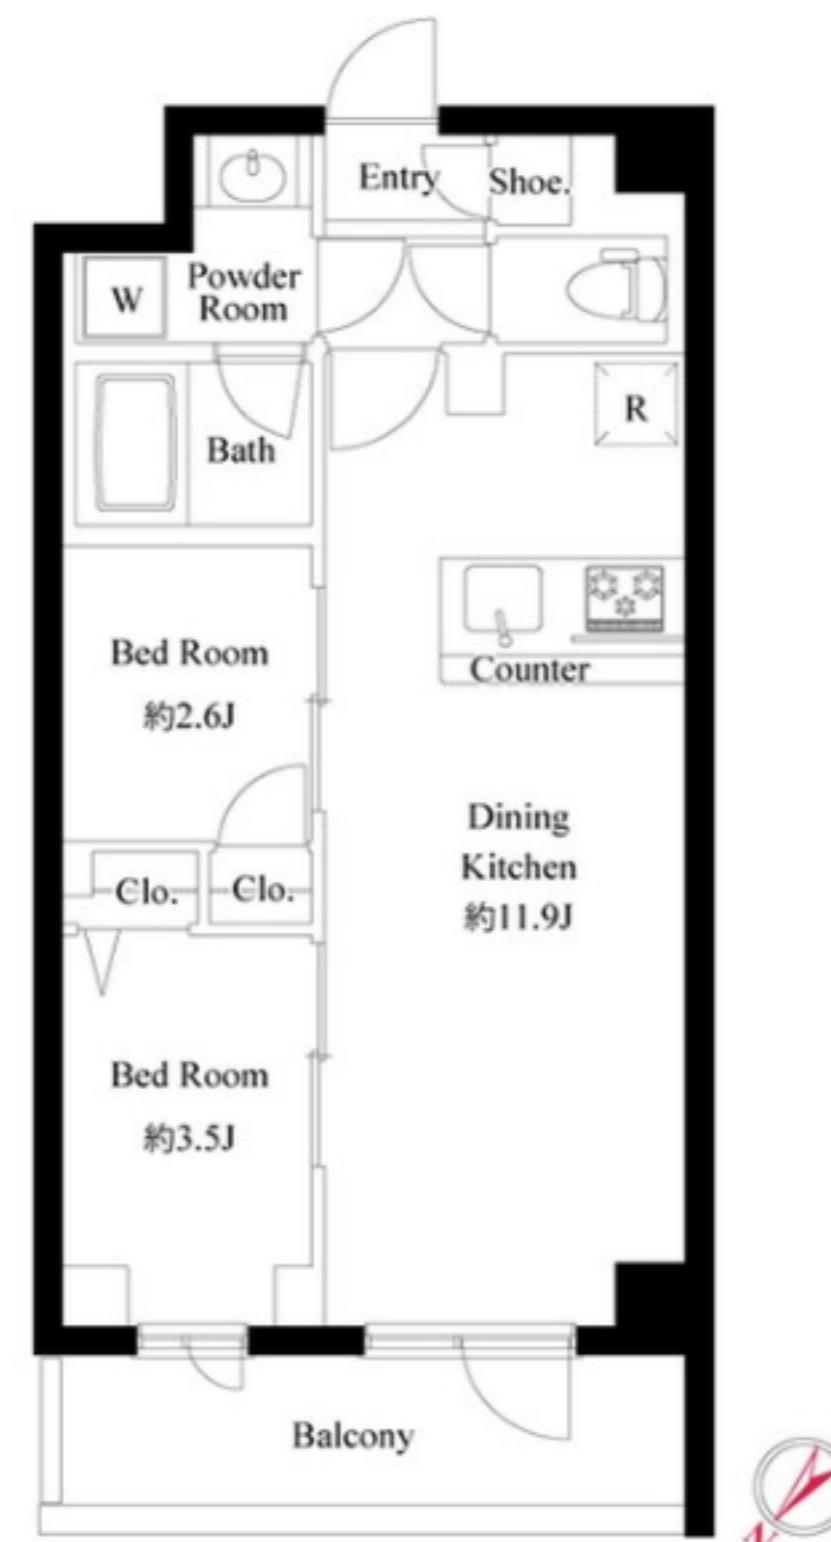 Entry
Shoe.
W
Powder
Room
R
Bath
Bed Room
約2.6J
Counter
Dining
Kitchen
約11.9J
Clo.
Clo.
Bed Room
約3.5J
Balcony
N